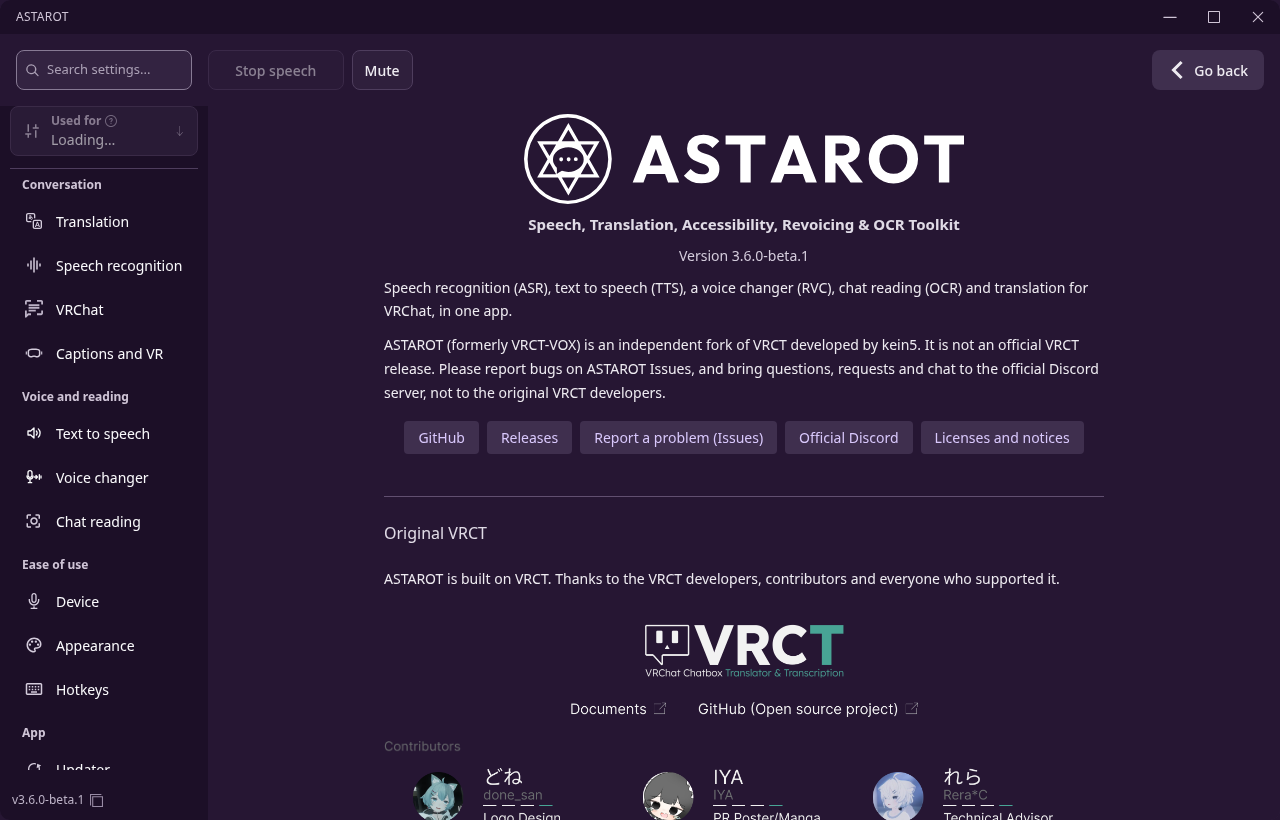 ASTAROT
Search settings...
Stop speech
Mute
Go back
Used for
Loading...
Conversation
Translation
Speech recognition
VRChat
Captions and VR
Voice and reading
Text to speech
Voice changer
Chat reading
Ease of use
Device
Appearance
Hotkeys
App
Updater
v3.6.0-beta.1
ASTAROT
Speech, Translation, Accessibility, Revoicing & OCR Toolkit
Version 3.6.0-beta.1
Speech recognition (ASR), text to speech (TTS), a voice changer (RVC), chat reading (OCR) and translation for
VRChat, in one app.
ASTAROT (formerly VRCT-VOX) is an independent fork of VRCT developed by kein5. It is not an official VRCT
release. Please report bugs on ASTAROT Issues, and bring questions, requests and chat to the official Discord
server, not to the original VRCT developers.
GitHub
Releases
Report a problem (Issues)
Official Discord
Licenses and notices
Original VRCT
ASTAROT is built on VRCT. Thanks to the VRCT developers, contributors and everyone who supported it.
VRCT
VRChat Chatbox Translator & Transcription
Documents
GitHub (Open source project)
Contributors
どね
done_san
Logo Design
IYA
IYA
PR Poster/Manga
れら
Rera*C
Technical Advisor